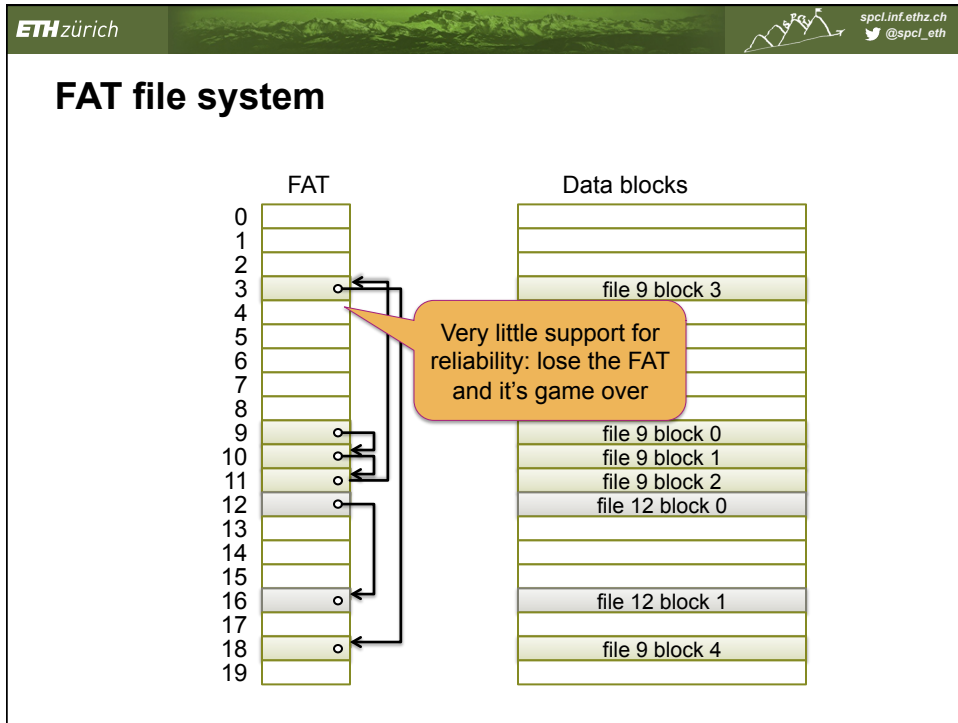 ETH zürich
spcl.inf.ethz.ch
@spcl_eth
FAT file system
FAT
Data blocks
0
1
2
3
file 9 block 3
4
5
6
7
8
Very little support for
reliability: lose the FAT
and it's game over
9
file 9 block 0
10
file 9 block 1
11
file 9 block 2
12
file 12 block 0
13
14
15
16
file 12 block 1
17
18
file 9 block 4
19